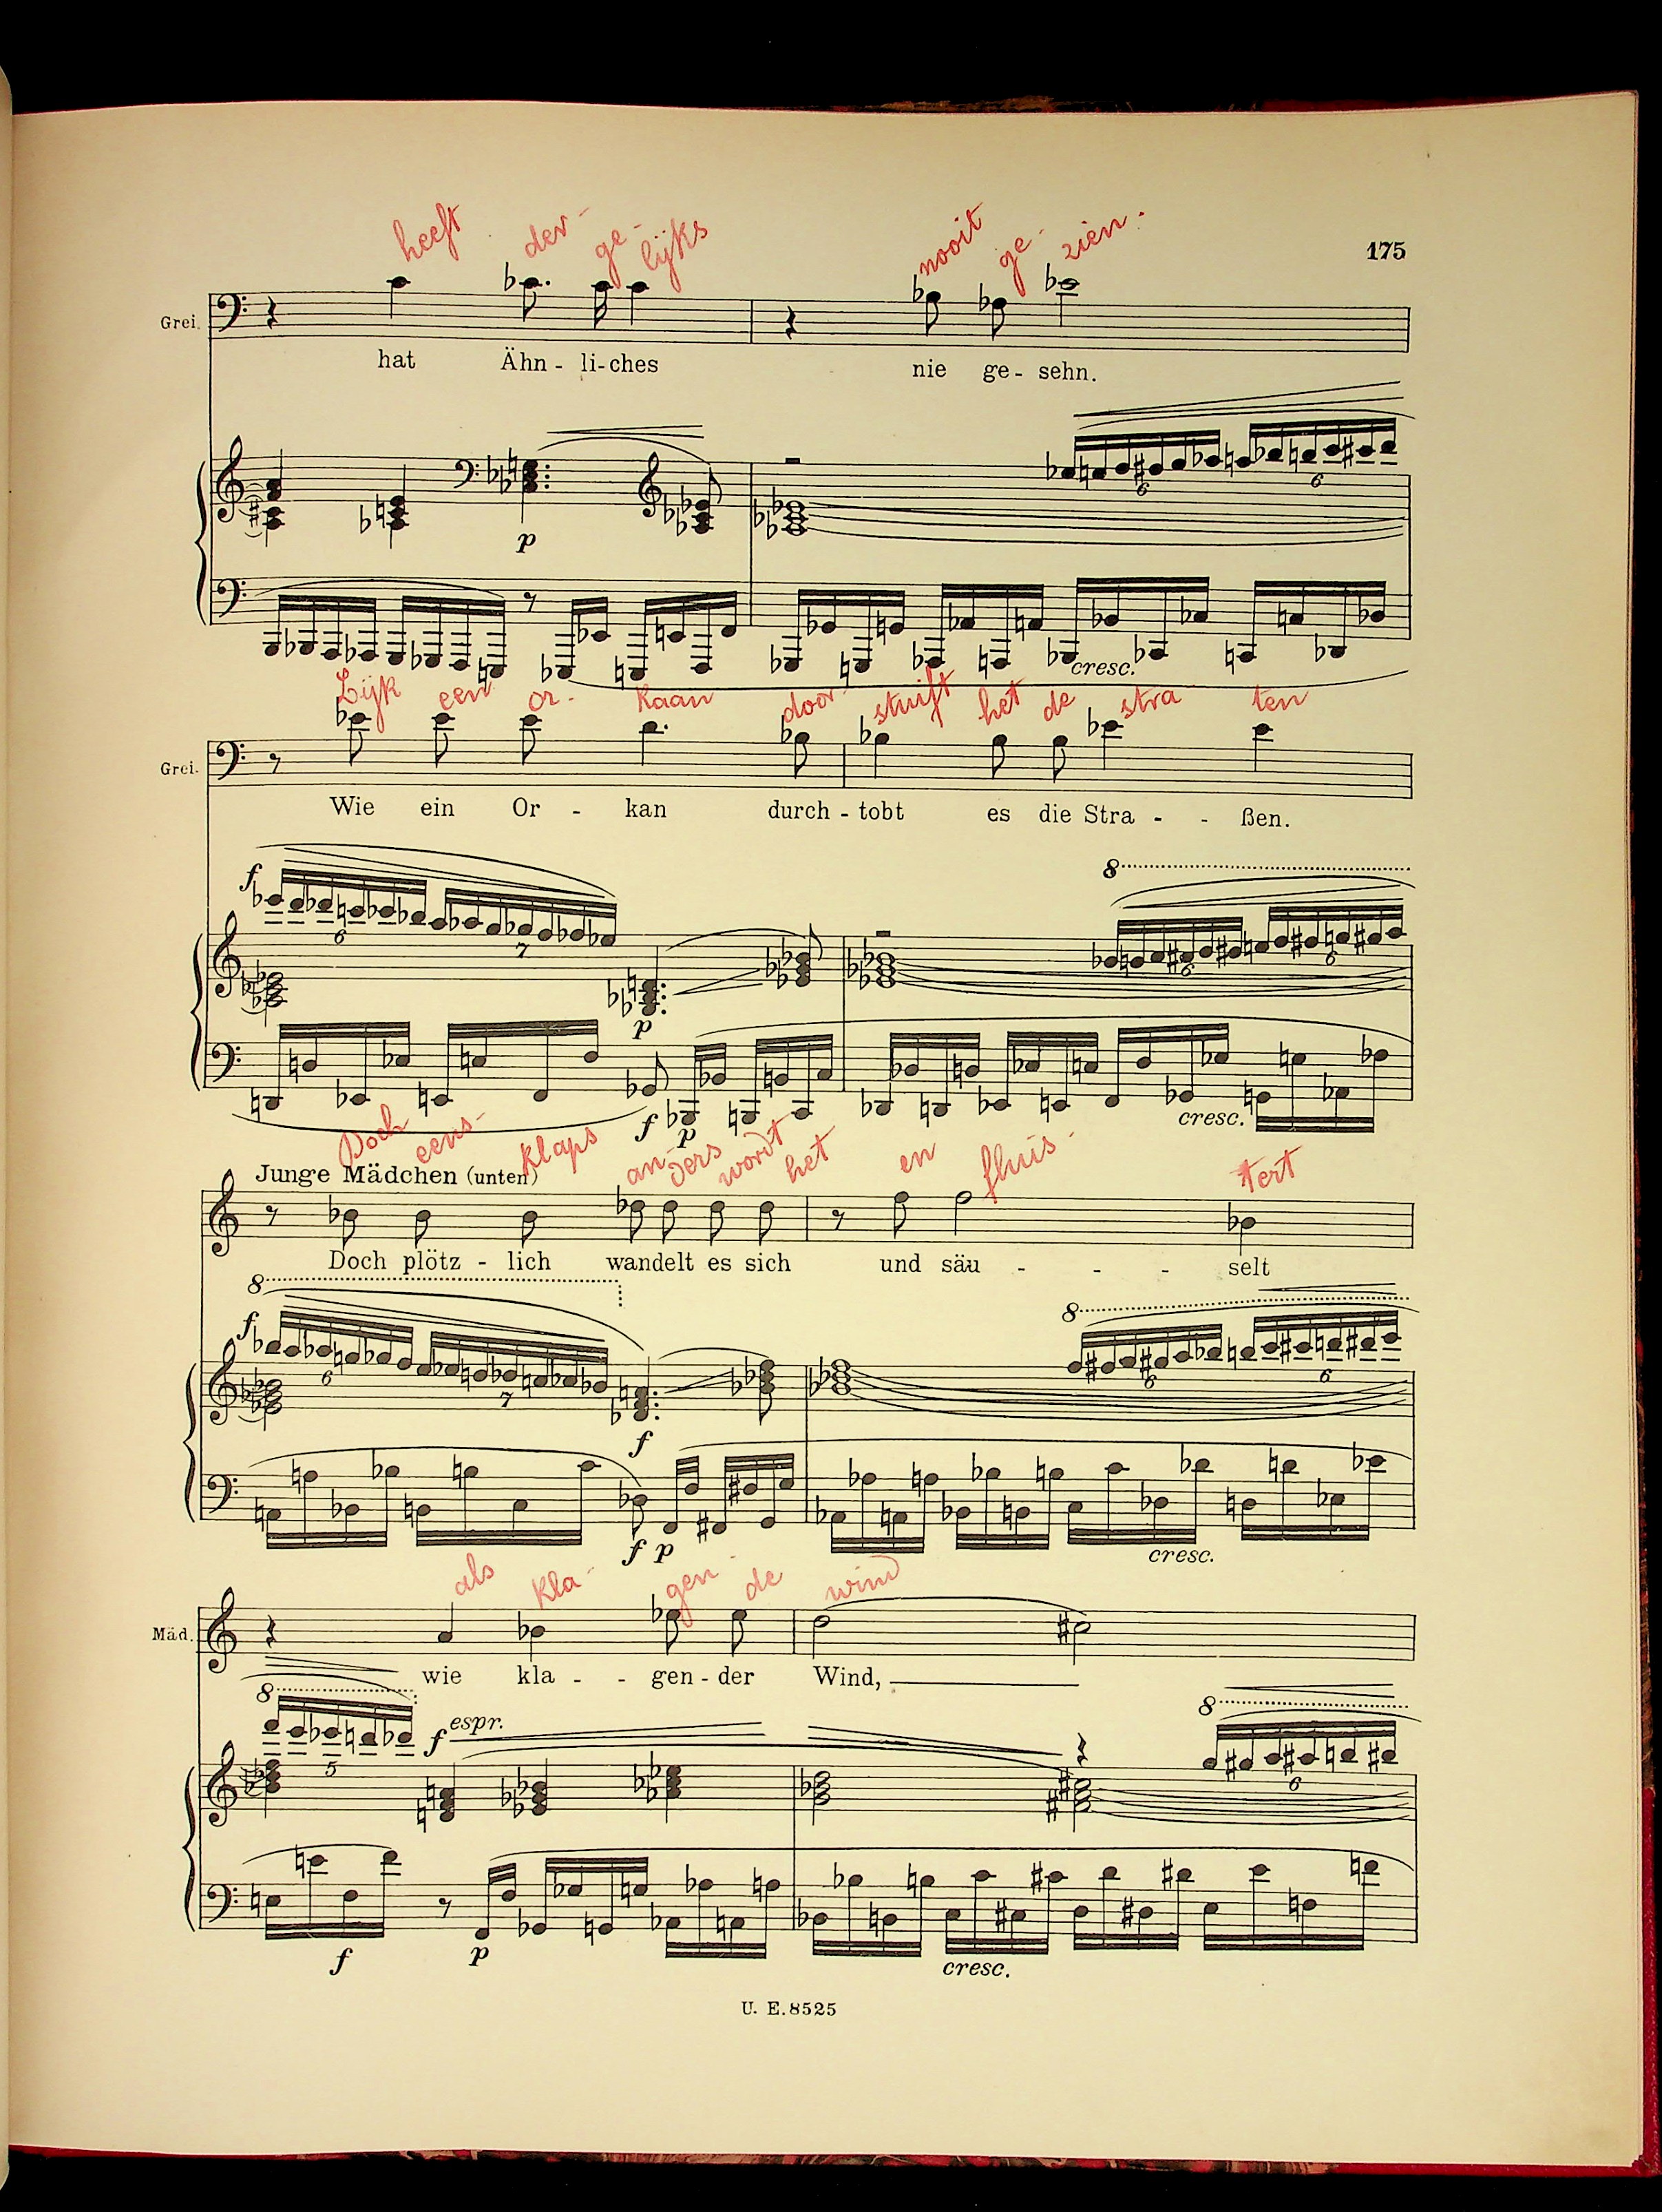 heeft der- ge- lijks nooit ge- zien.
175
Grei.
hat Ähn - li-ches nie ge - sehn.
p
6 6
cresc.
Lijk een or- kaan door- stuift het de stra ten
Grei.
Wie ein Or - kan durch - tobt es die Stra - - ßen.
8
f
6 7 6 6
p
f p cresc.
Doch eens- klaps an- ders wordt het en fluis- tert
Junge Mädchen (unten)
Doch plötz - lich wandelt es sich und säu - - - selt
8 8
f
6 7 6 6
f
f p cresc.
als kla- gen- de wind
Mäd.
wie kla - - gen - der Wind,
8 8
f espr.
5 6
f p cresc.
U. E. 8525